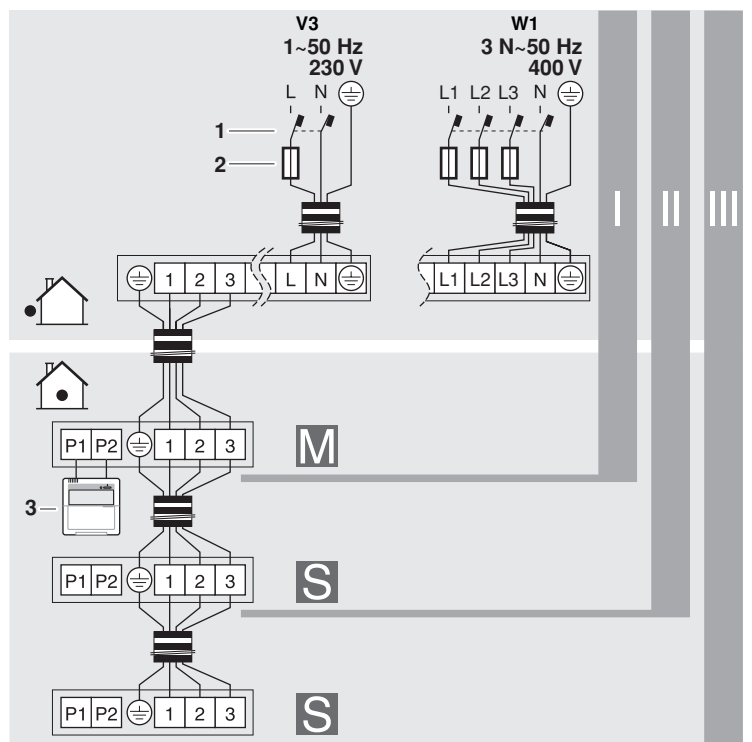 V3 W1
1~50 Hz 3 N~50 Hz
230 V 400 V
L N L1 L2 L3 N
1
2
I II III
1 2 3 L N L1 L2 L3 N
P1 P2 1 2 3 M
3
P1 P2 1 2 3 S
P1 P2 1 2 3 S